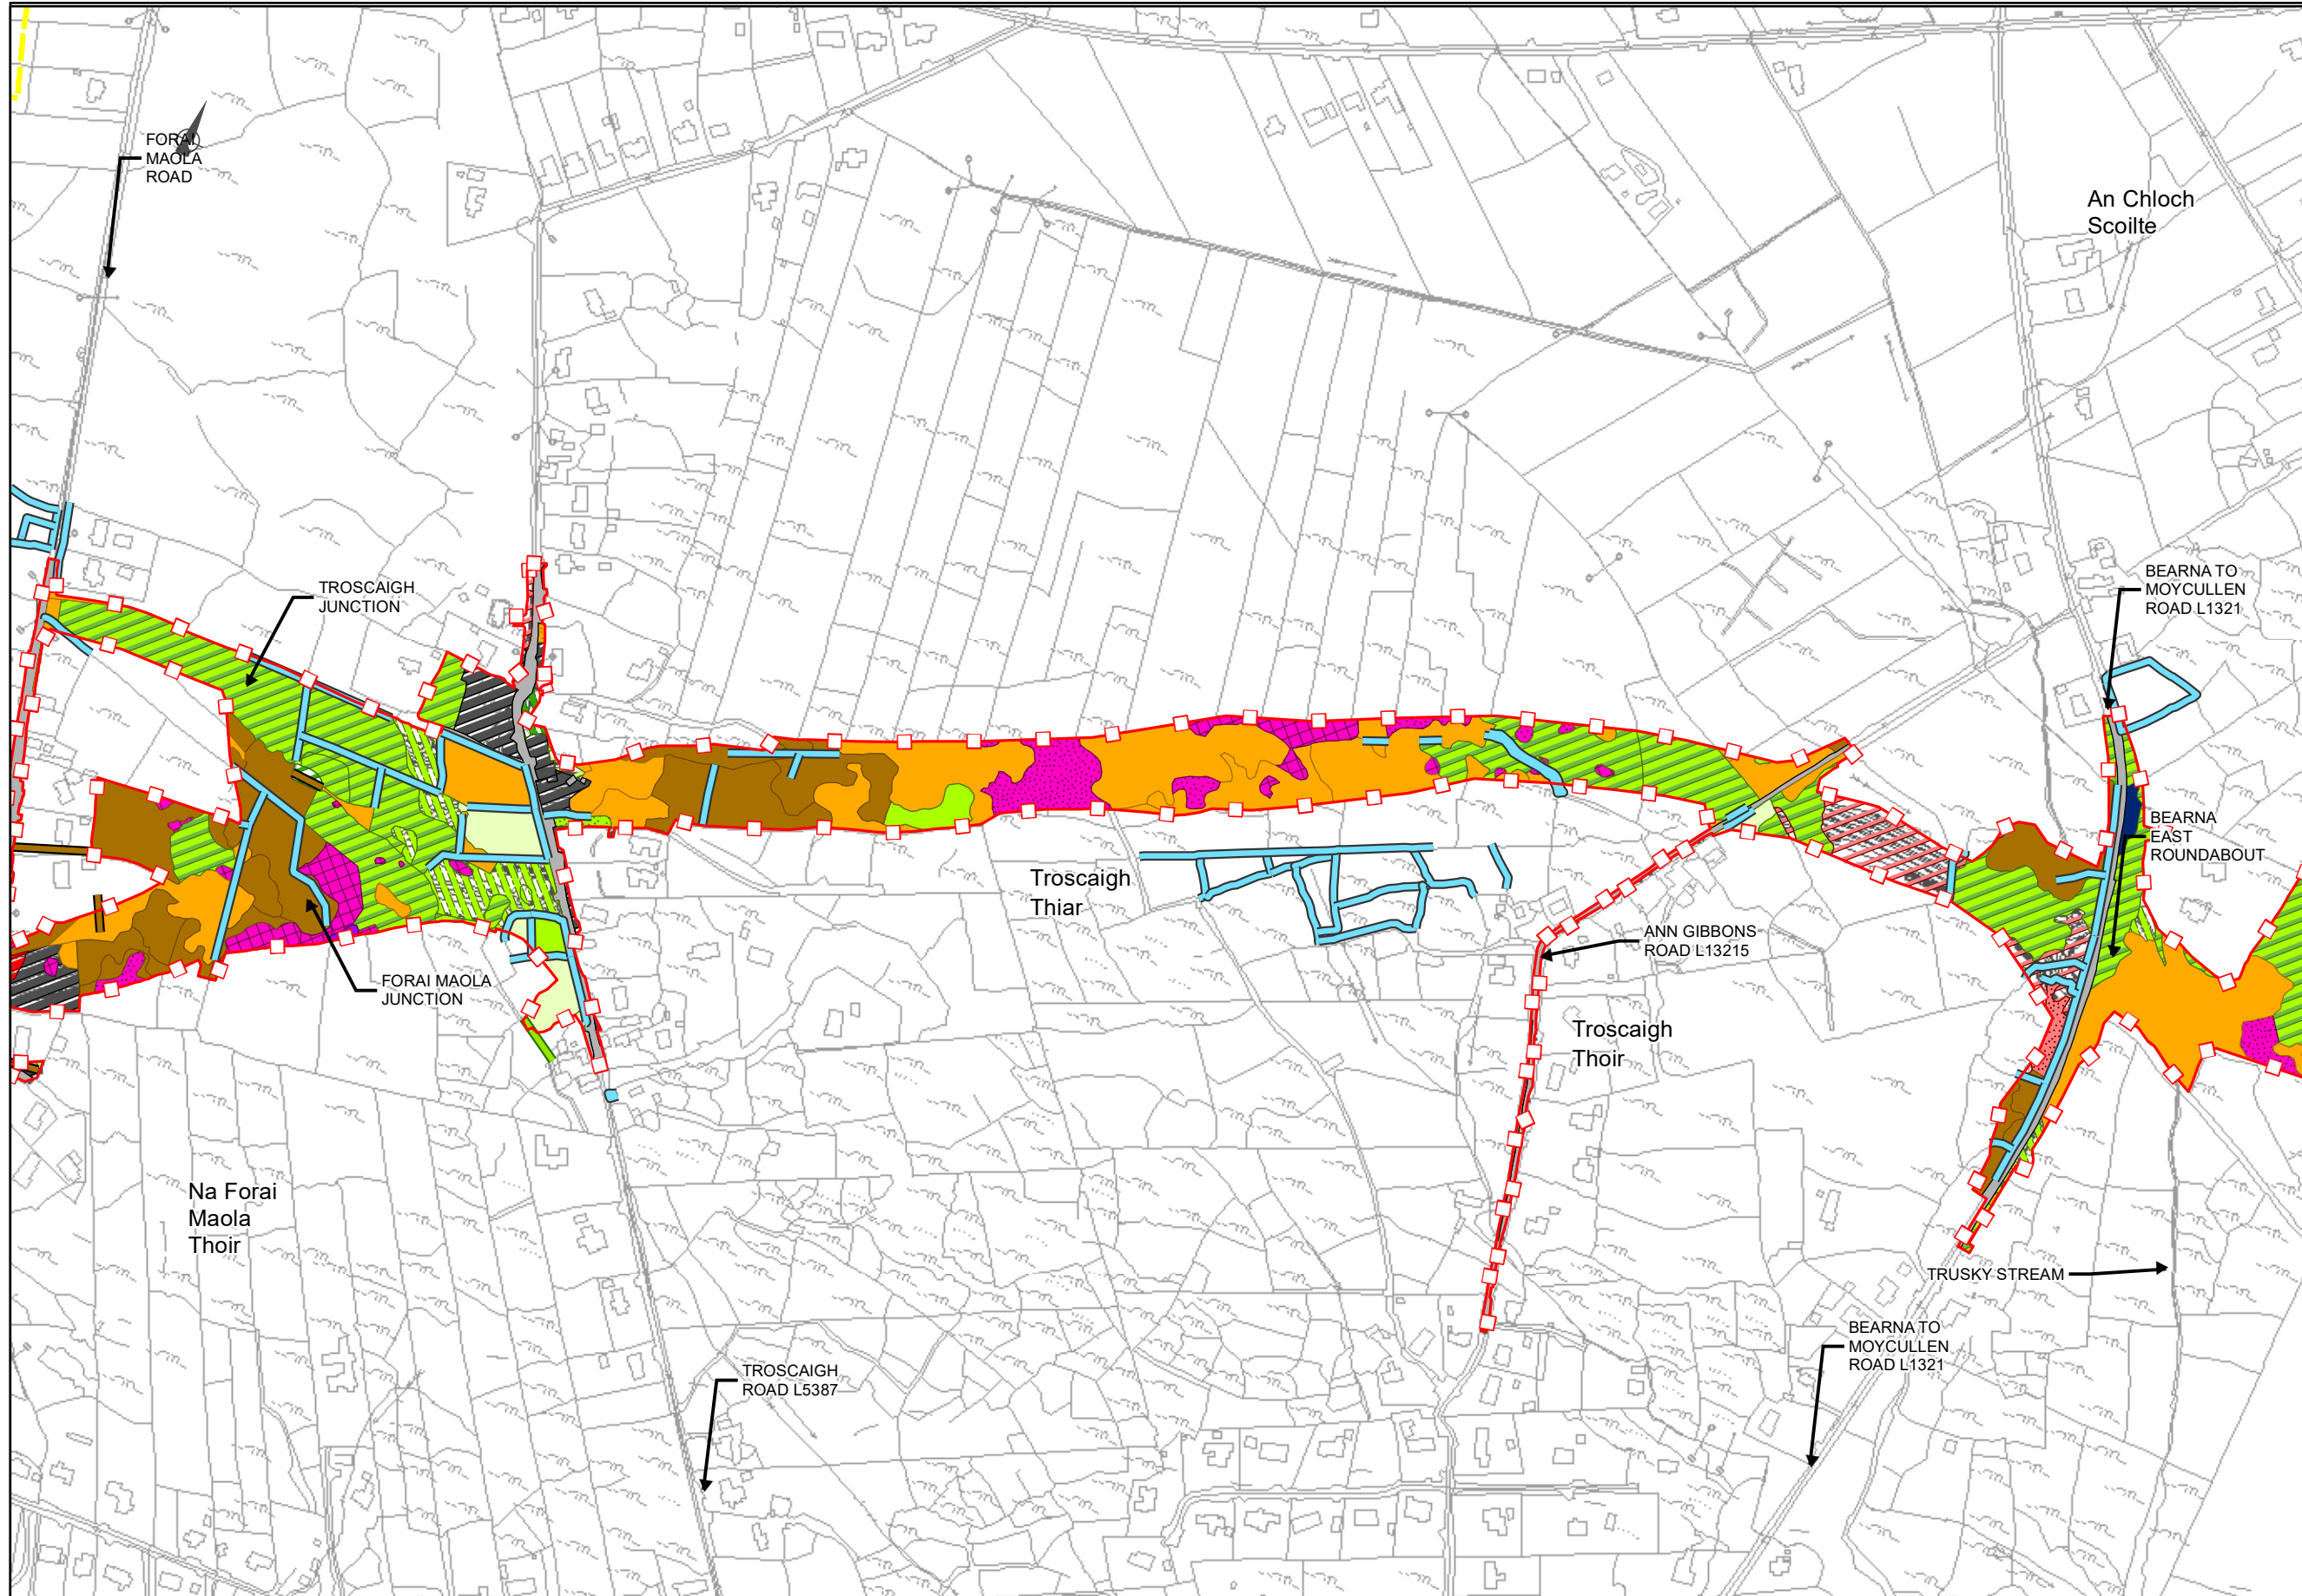 FORAI
MAOLA
ROAD
An Chloch
Scoilte
TROSCAIGH
JUNCTION
BEARNA TO
MOYCULLEN
ROAD L1321
BEARNA
EAST
ROUNDABOUT
Troscaigh
Thiar
ANN GIBBONS
ROAD L13215
FORAI MAOLA
JUNCTION
Troscaigh
Thoir
Na Forai
Maola
Thoir
TRUSKY STREAM
BEARNA TO
MOYCULLEN
ROAD L1321
TROSCAIGH
ROAD L5387